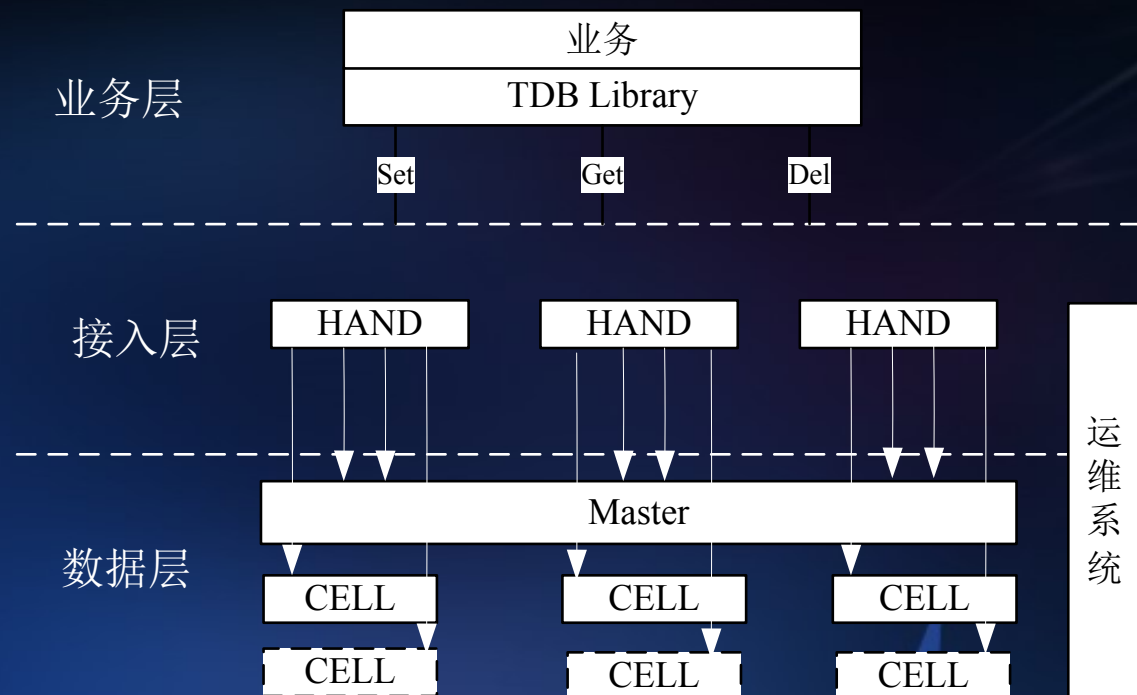 业务
TDB Library
业务层
Set
Get
Del
接入层
HAND
HAND
HAND
运维系统
Master
数据层
CELL
CELL
CELL
CELL
CELL
CELL